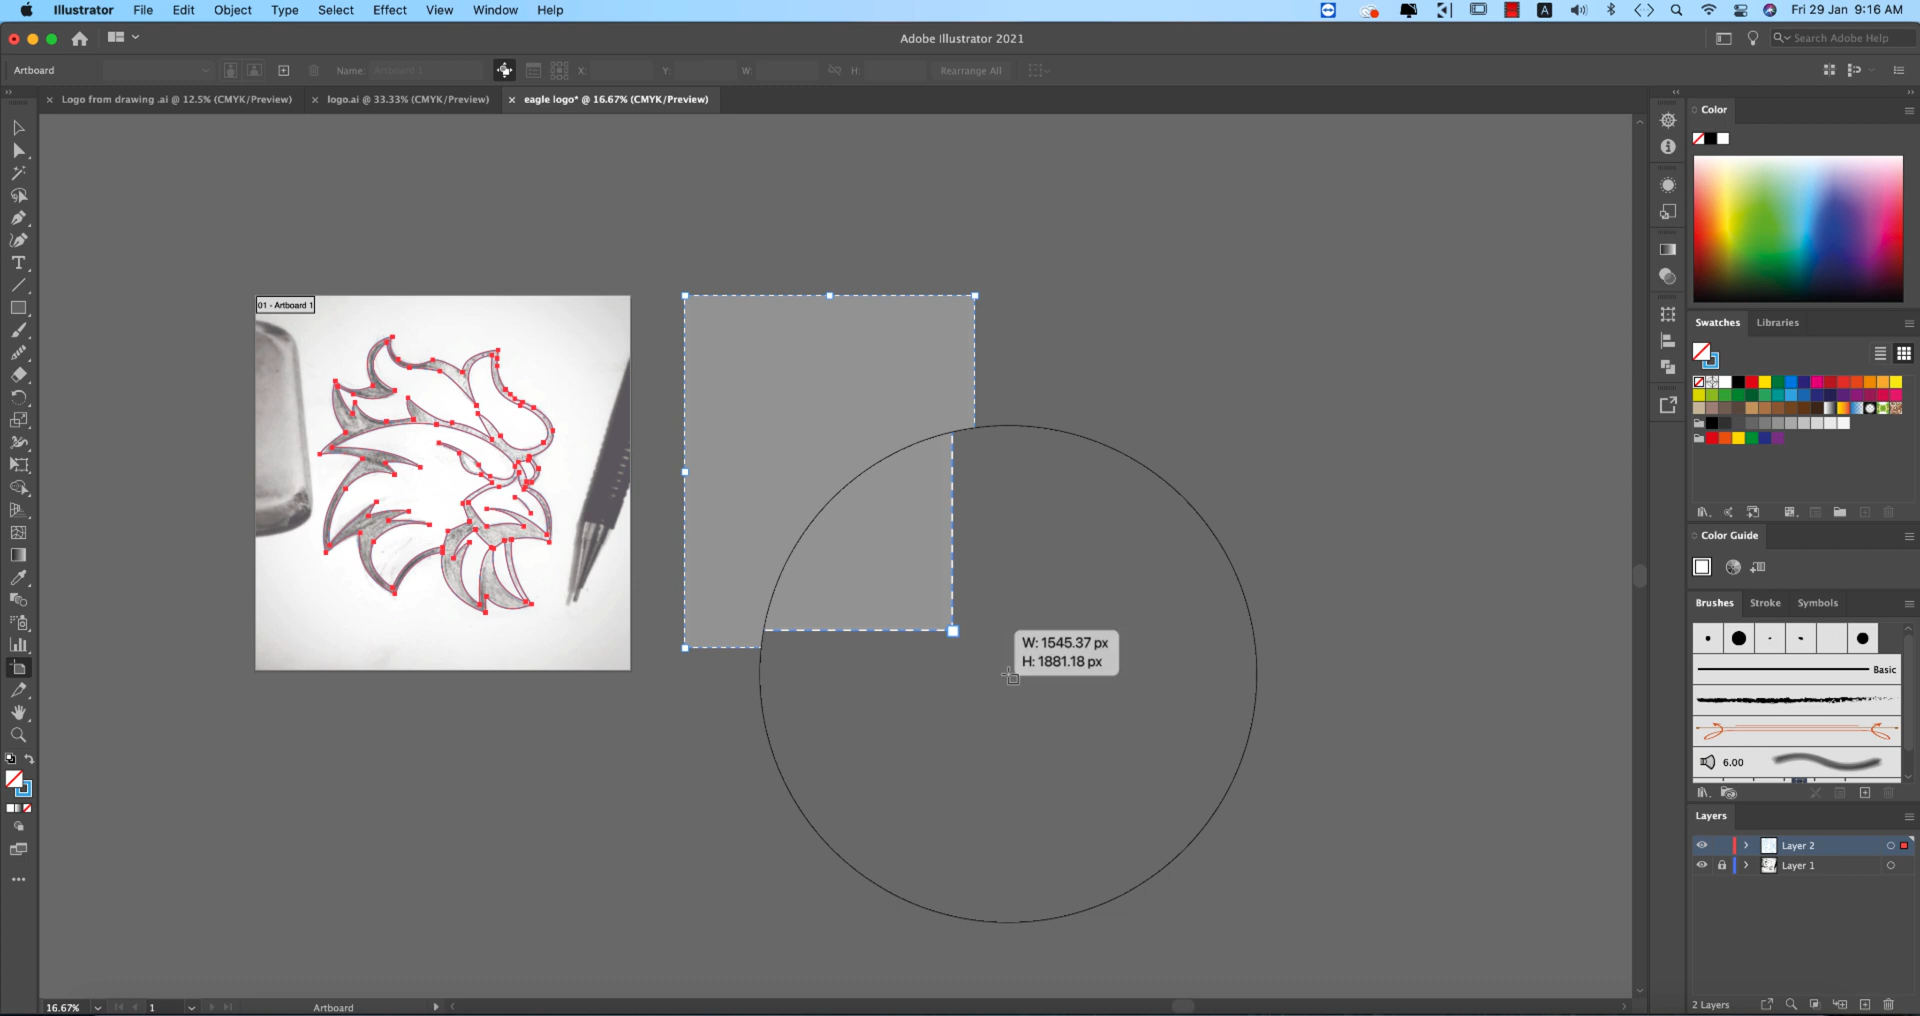 Illustrator File Edit Object Type Select Effect View Window Help
A
Fri 29 Jan 9:16 AM
Adobe Illustrator 2021
Search Adobe Help
Artboard
Name: Artboard 1
X: Y: W: H:
Rearrange All
Logo from drawing .ai @ 12.5% (CMYK/Preview)
logo.ai @ 33.33% (CMYK/Preview)
eagle logo* @ 16.67% (CMYK/Preview)
Color
01 - Artboard 1
Swatches Libraries
W: 1545.37 px
H: 1881.18 px
Color Guide
Brushes Stroke Symbols
Basic
6.00
Layers
Layer 2
Layer 1
2 Layers
16.67%
1
Artboard